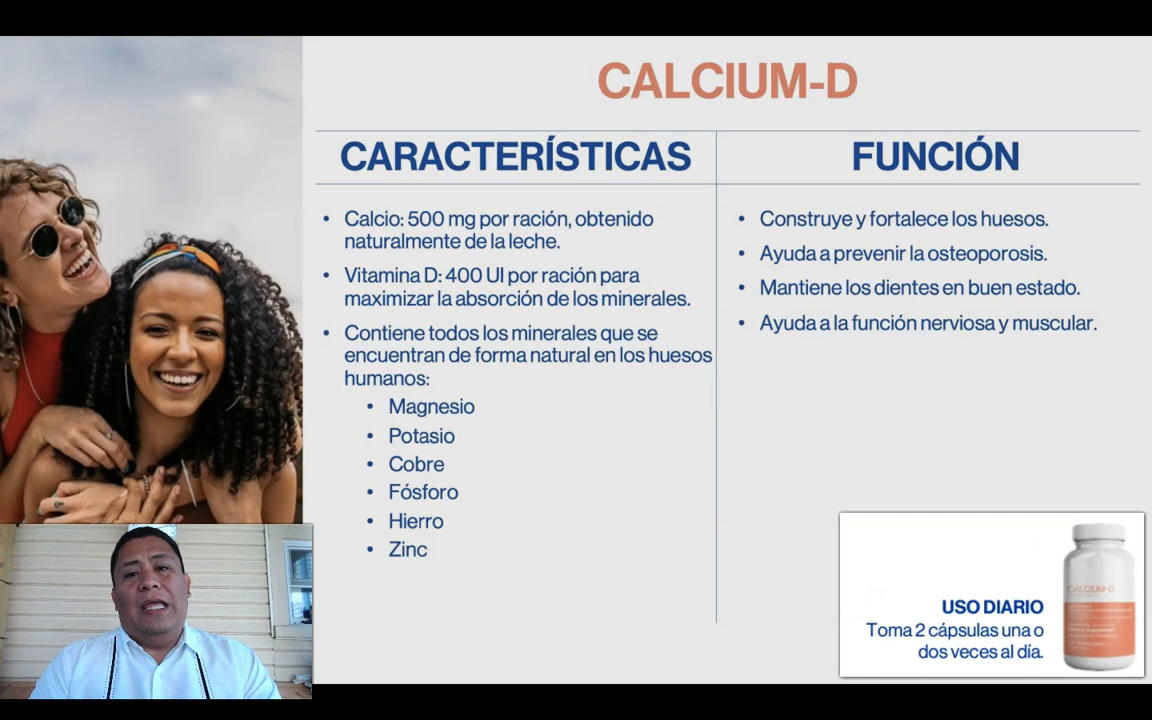 CALCIUM-D
CARACTERÍSTICAS
• Calcio: 500 mg por ración, obtenido
naturalmente de la leche.
• Vitamina D: 400 UI por ración para
maximizar la absorción de los minerales.
• Contiene todos los minerales que se
encuentran de forma natural en los huesos
humanos:
• Magnesio
• Potasio
• Cobre
• Fósforo
• Hierro
• Zinc
FUNCIÓN
• Construye y fortalece los huesos.
• Ayuda a prevenir la osteoporosis.
• Mantiene los dientes en buen estado.
• Ayuda a la función nerviosa y muscular.
USO DIARIO
Toma 2 cápsulas una o
dos veces al día.
CALCIUM-D